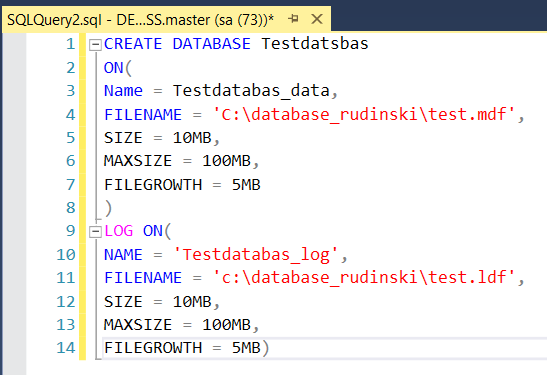 SQLQuery2.sql - DE...SS.master (sa (73))*
1 CREATE DATABASE Testdatsbas
2 ON(
3 Name = Testdatabas_data,
4 FILENAME = 'C:\database_rudinski\test.mdf',
5 SIZE = 10MB,
6 MAXSIZE = 100MB,
7 FILEGROWTH = 5MB
8 )
9 LOG ON(
10 NAME = 'Testdatabas_log',
11 FILENAME = 'c:\database_rudinski\test.ldf',
12 SIZE = 10MB,
13 MAXSIZE = 100MB,
14 FILEGROWTH = 5MB)